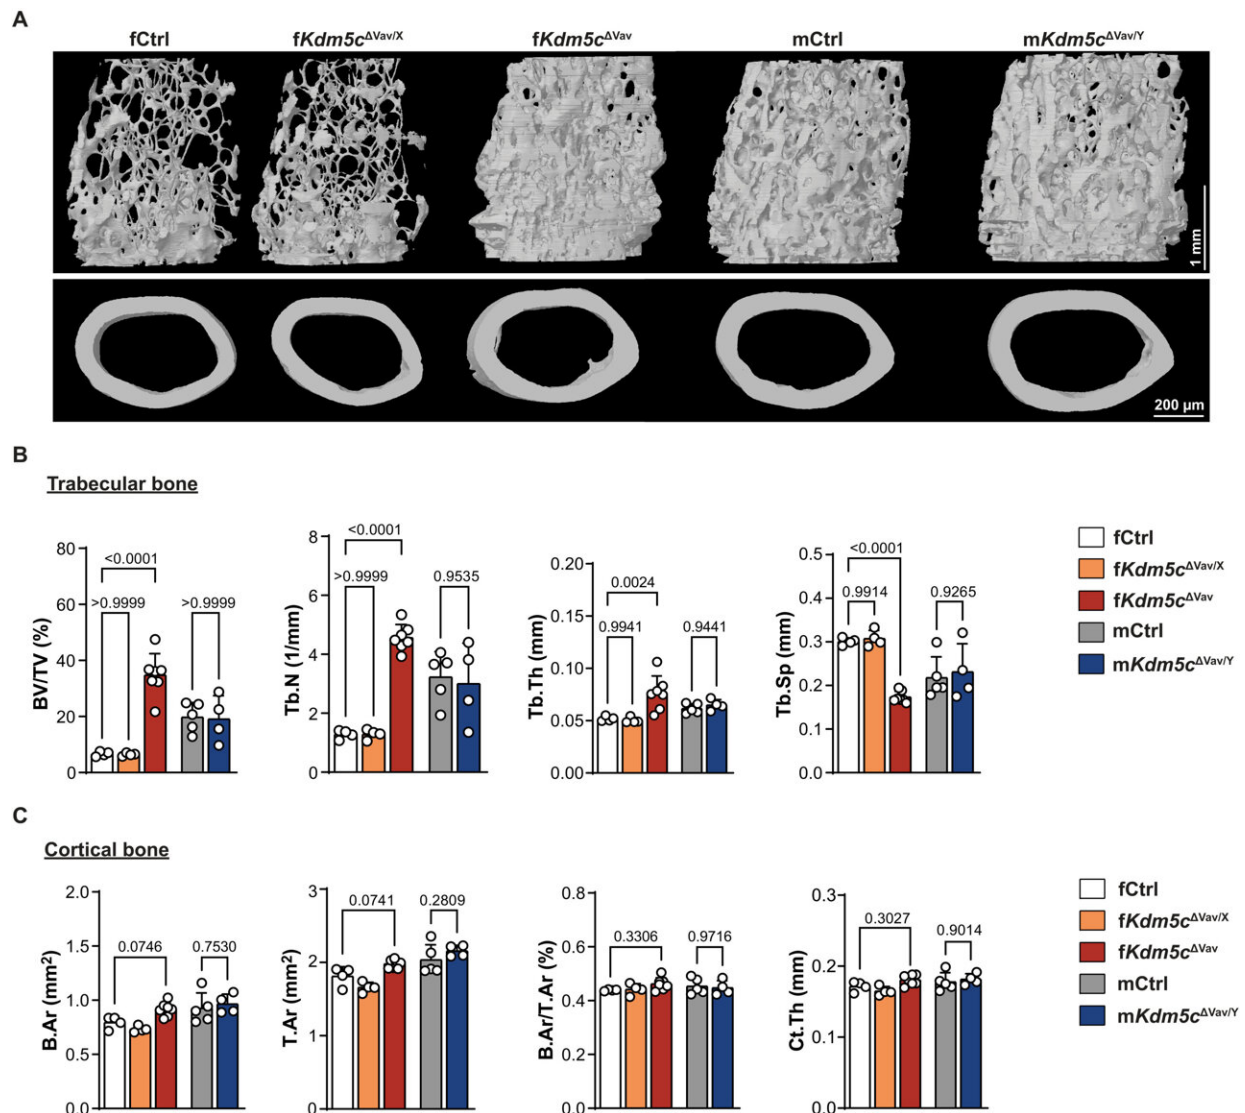 A
fCtrl
fKdm5cΔVav/X
fKdm5cΔVav
mCtrl
mKdm5cΔVav/Y
1 mm
200 µm
B
Trabecular bone
BV/TV (%)
80
60
40
20
0
<0.0001
>0.9999
>0.9999
Tb.N (1/mm)
8
6
4
2
0
<0.0001
>0.9999
0.9535
Tb.Th (mm)
0.20
0.15
0.10
0.05
0.00
0.0024
0.9941
0.9441
Tb.Sp (mm)
0.5
0.4
0.3
0.2
0.1
0.0
<0.0001
0.9914
0.9265
fCtrl
fKdm5cΔVav/X
fKdm5cΔVav
mCtrl
mKdm5cΔVav/Y
C
Cortical bone
B.Ar (mm²)
2.0
1.5
1.0
0.5
0.0
0.0746
0.7530
T.Ar (mm²)
3
2
1
0
0.0741
0.2809
B.Ar/T.Ar (%)
0.8
0.6
0.4
0.2
0.0
0.3306
0.9716
Ct.Th (mm)
0.3
0.2
0.1
0.0
0.3027
0.9014
fCtrl
fKdm5cΔVav/X
fKdm5cΔVav
mCtrl
mKdm5cΔVav/Y